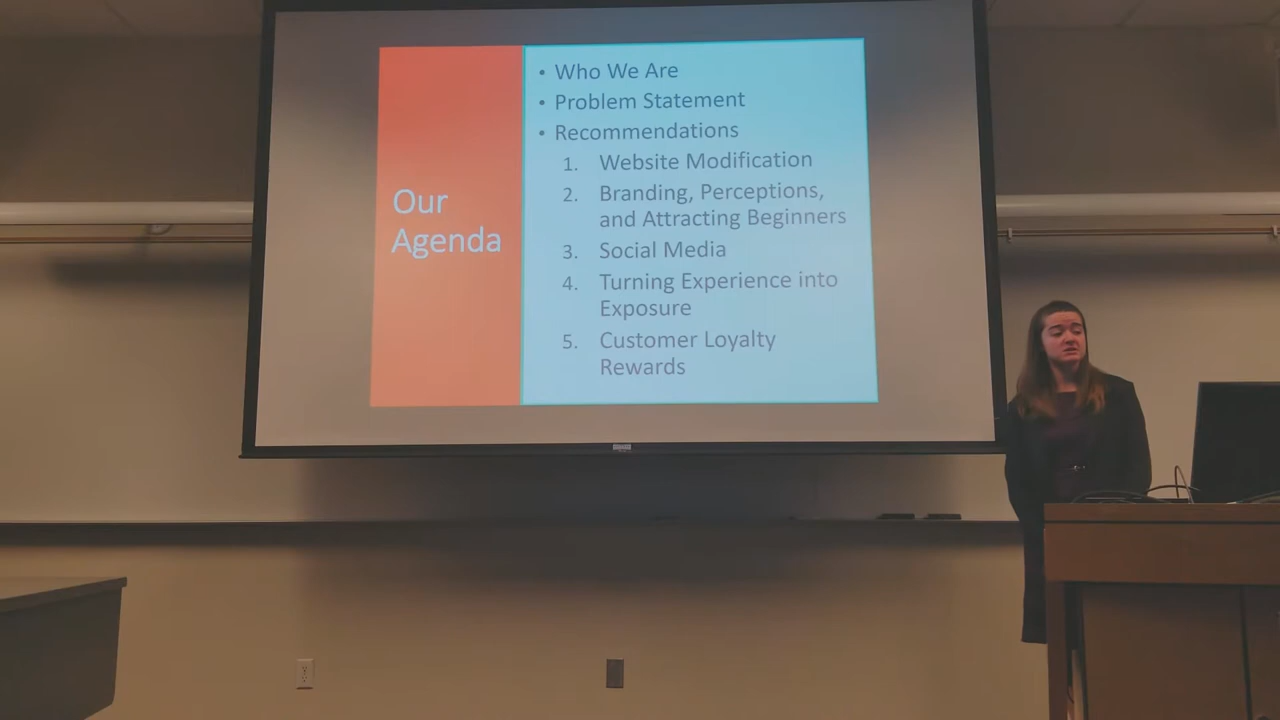 Our
Agenda
• Who We Are
• Problem Statement
• Recommendations
1. Website Modification
2. Branding, Perceptions,
and Attracting Beginners
3. Social Media
4. Turning Experience into
Exposure
5. Customer Loyalty
Rewards